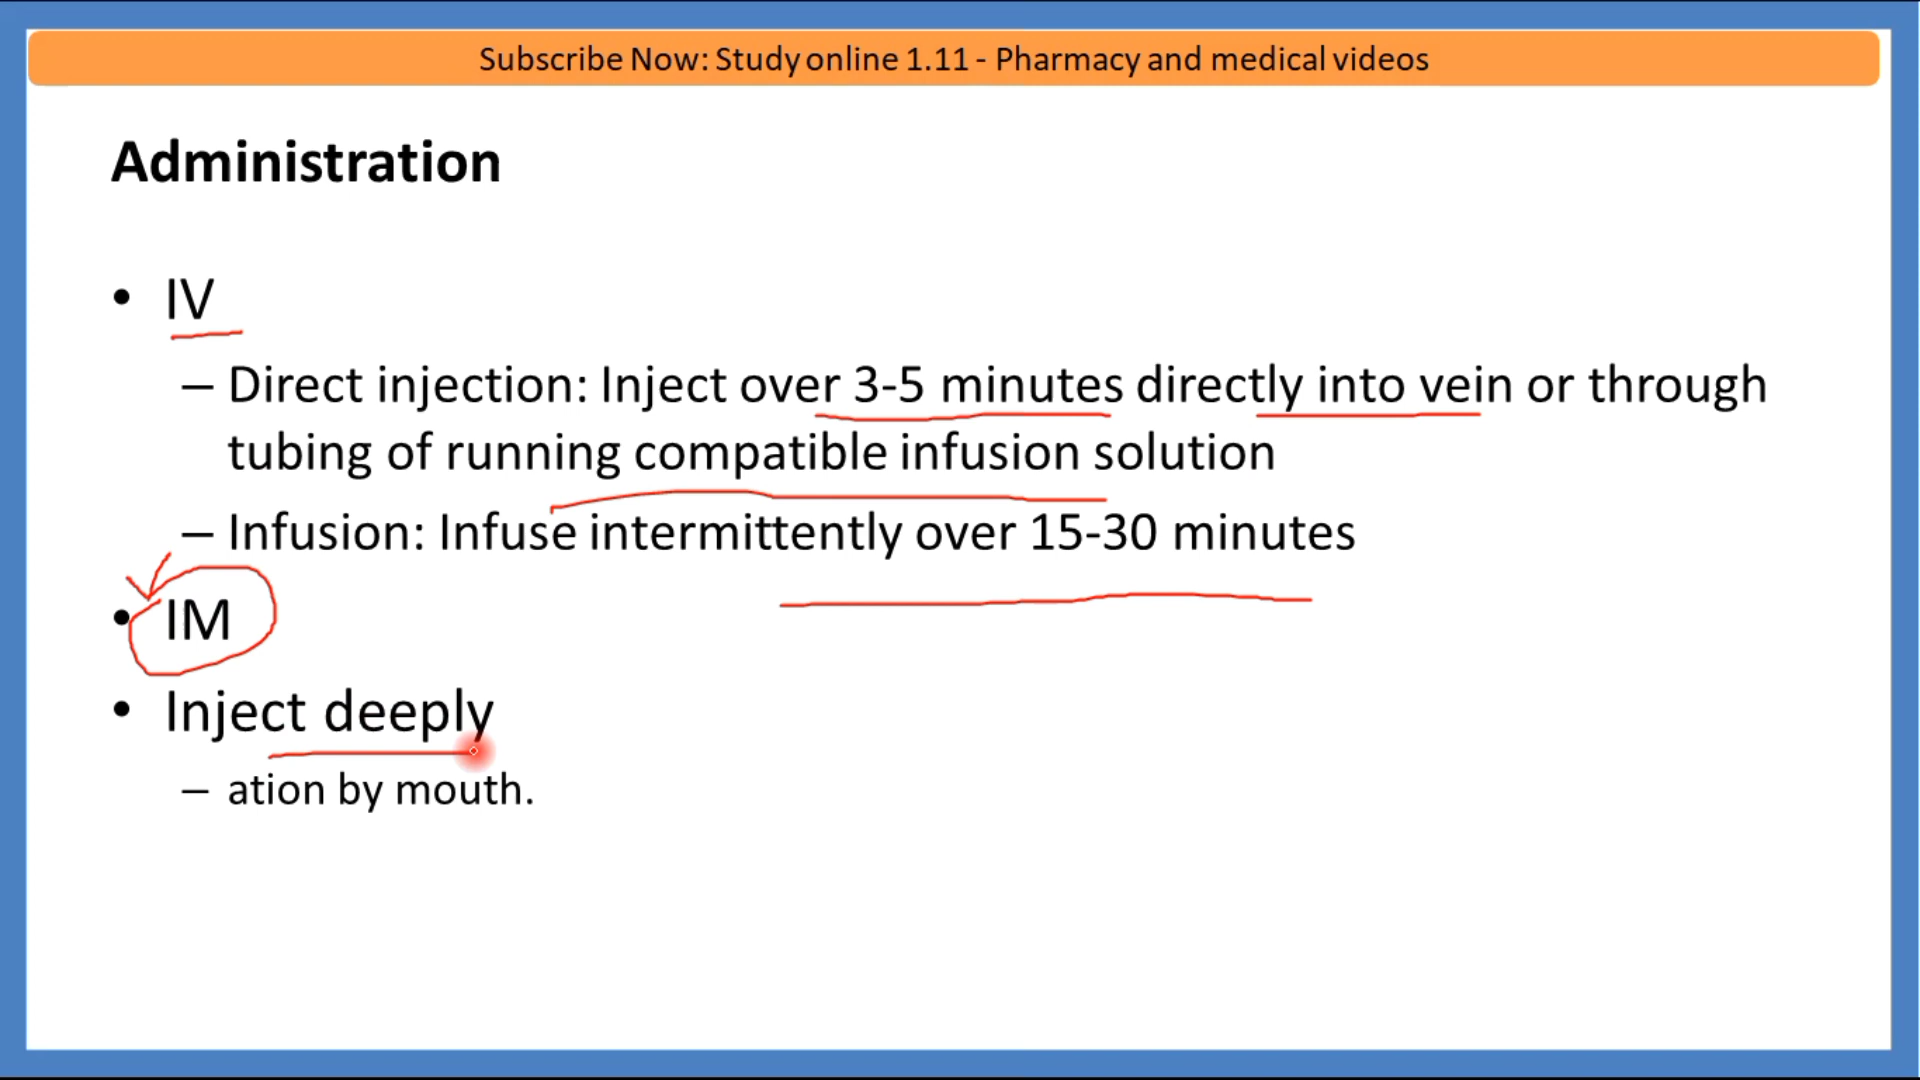 Subscribe Now: Study online 1.11 - Pharmacy and medical videos
Administration
• IV
– Direct injection: Inject over 3-5 minutes directly into vein or through
tubing of running compatible infusion solution
– Infusion: Infuse intermittently over 15-30 minutes
• IM
• Inject deeply
– ation by mouth.